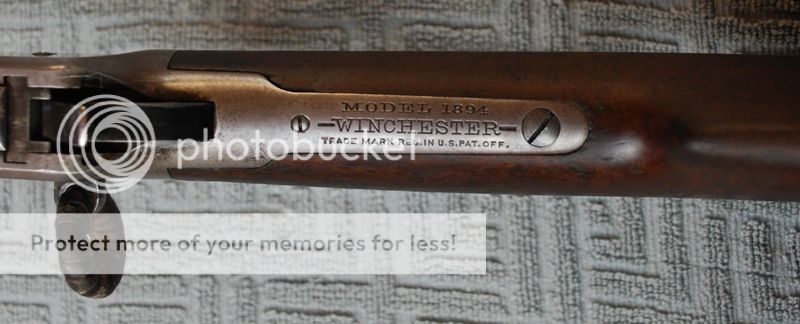 MODEL 1894
-WINCHESTER-
TRADE MARK REG. IN U.S. PAT. OFF.
photobucket
Protect more of your memories for less!